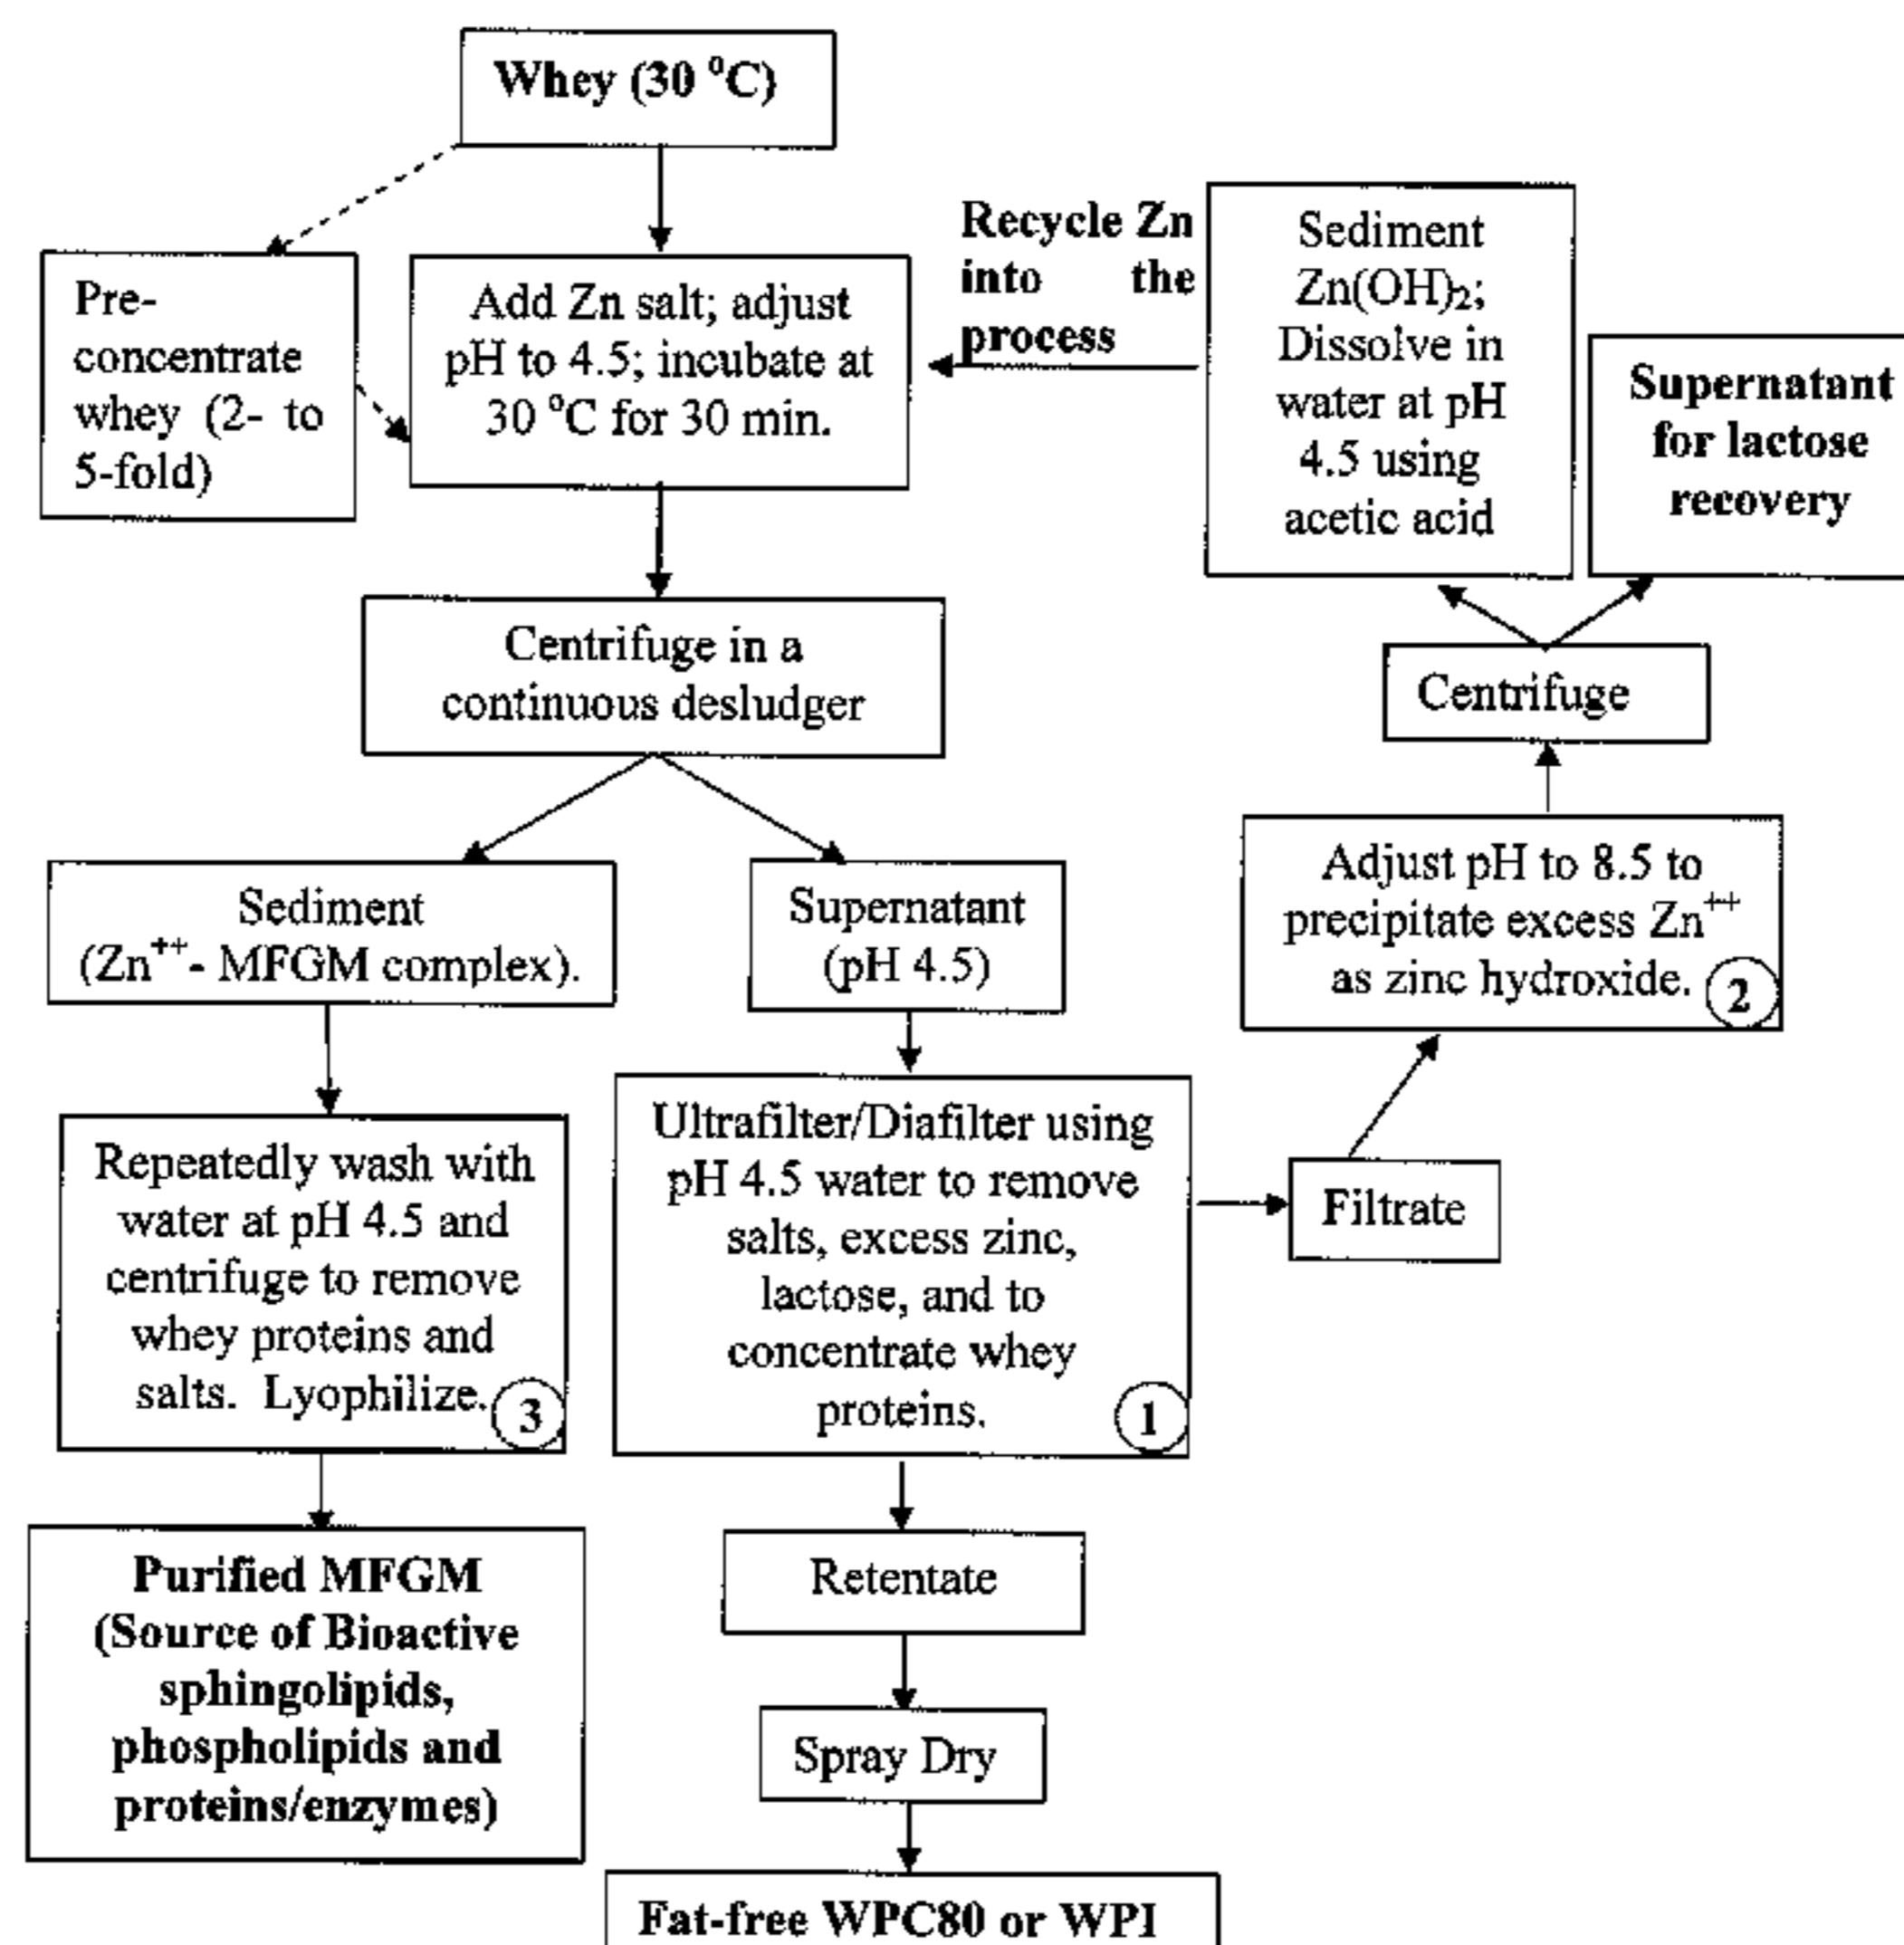 Whey (30 °C)
Pre-
concentrate
whey (2- to
5-fold)
Add Zn salt; adjust
pH to 4.5; incubate at
30 °C for 30 min.
Recycle Zn
into the
process
Sediment
Zn(OH)₂;
Dissolve in
water at pH
4.5 using
acetic acid
Supernatant
for lactose
recovery
Centrifuge in a
continuous desludger
Centrifuge
Sediment
(Zn⁺⁺- MFGM complex).
Supernatant
(pH 4.5)
Adjust pH to 8.5 to
precipitate excess Zn⁺⁺
as zinc hydroxide.
2
Repeatedly wash with
water at pH 4.5 and
centrifuge to remove
whey proteins and
salts. Lyophilize.
3
Ultrafilter/Diafilter using
pH 4.5 water to remove
salts, excess zinc,
lactose, and to
concentrate whey
proteins.
1
Filtrate
Purified MFGM
(Source of Bioactive
sphingolipids,
phospholipids and
proteins/enzymes)
Retentate
Spray Dry
Fat-free WPC80 or WPI